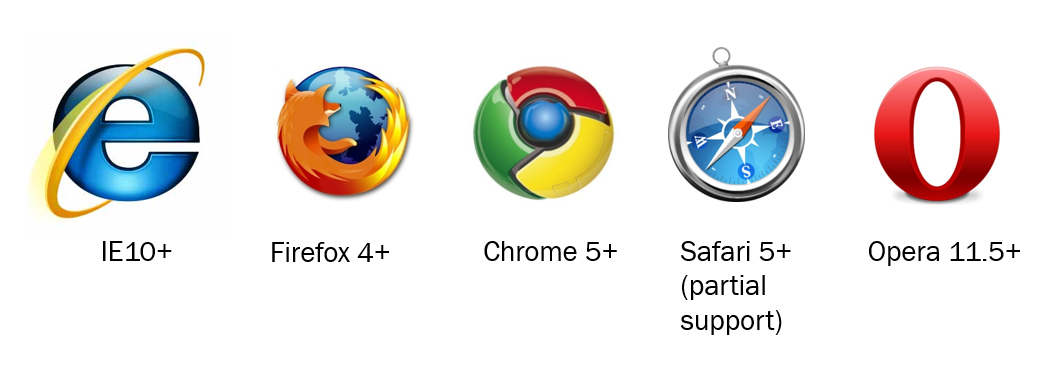 IE10+
Firefox 4+
Chrome 5+
Safari 5+
(partial
support)
Opera 11.5+
N
E
S
W